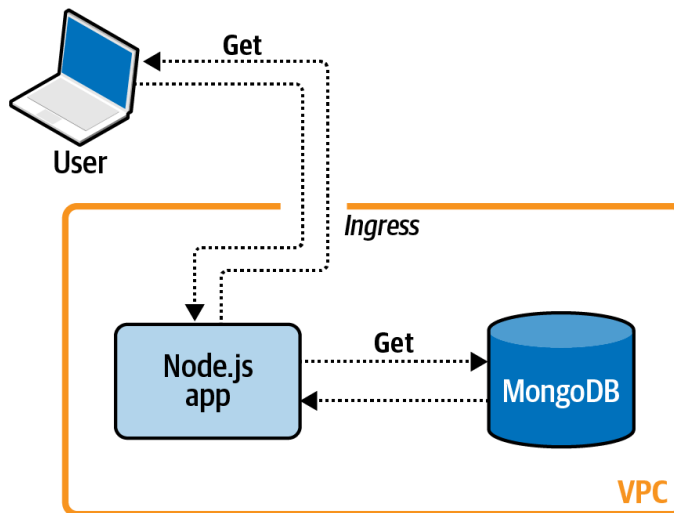 Get
User
Ingress
Node.js
app
Get
MongoDB
VPC